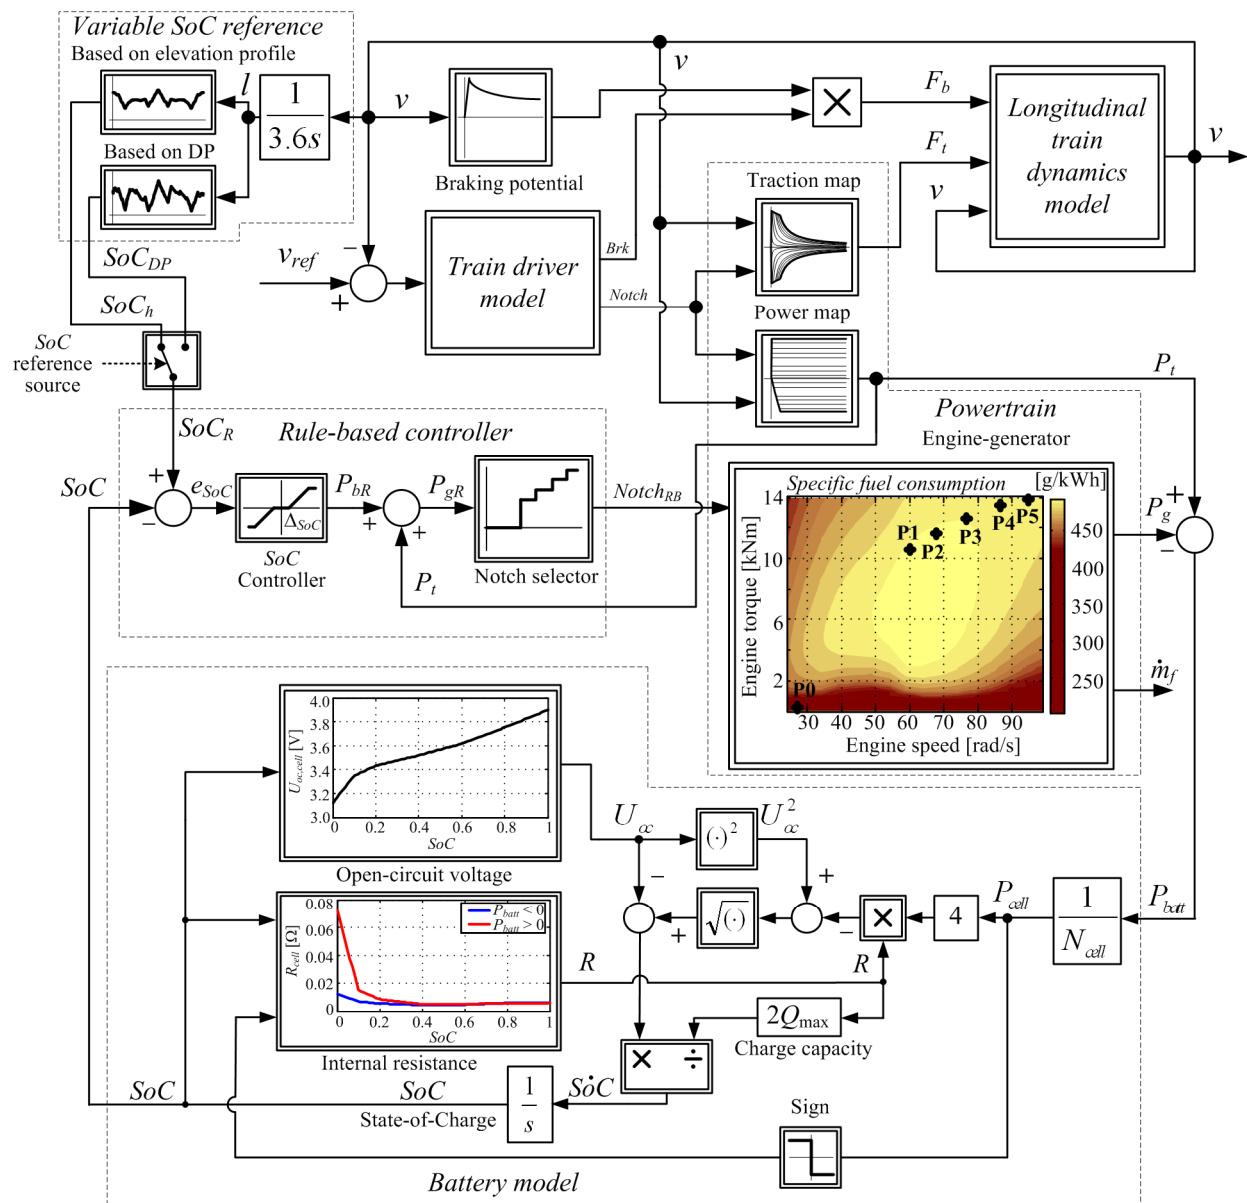 Variable SoC reference
Based on elevation profile
l
1
3.6s
Based on DP
v
v
Braking potential
×
F_b
F_t
v
Longitudinal
train
dynamics
model
v
Traction map
Power map
SoC_DP
SoC_h
v_ref
−
+
Train driver
model
Brk
Notch
SoC
reference
source
SoC_R
P_t
Rule-based controller
SoC
+
−
e_SoC
Δ_SoC
SoC
Controller
P_bR
+
+
P_gR
P_t
Notch selector
Notch_RB
Powertrain
Engine-generator
Specific fuel consumption
[g/kWh]
Engine torque [kNm]
14
10
6
2
P0
P1
P2
P3
P4
P5
30 40 50 60 70 80 90
Engine speed [rad/s]
450
400
350
300
250
P_g
+
−
ṁ_f
U_oc,cell [V]
4.0
3.8
3.6
3.4
3.2
3.0
0 0.2 0.4 0.6 0.8 1
SoC
Open-circuit voltage
R_cell [Ω]
0.08
0.06
0.04
0.02
0
P_batt < 0
P_batt > 0
0 0.2 0.4 0.6 0.8 1
SoC
Internal resistance
U_oc
(·)²
U²_oc
−
+
+
√(·)
−
×
4
P_cell
1
N_cell
P_batt
R
R
2Q_max
Charge capacity
× ÷
SoC
SoC
State-of-Charge
1
s
SȯC
Sign
Battery model